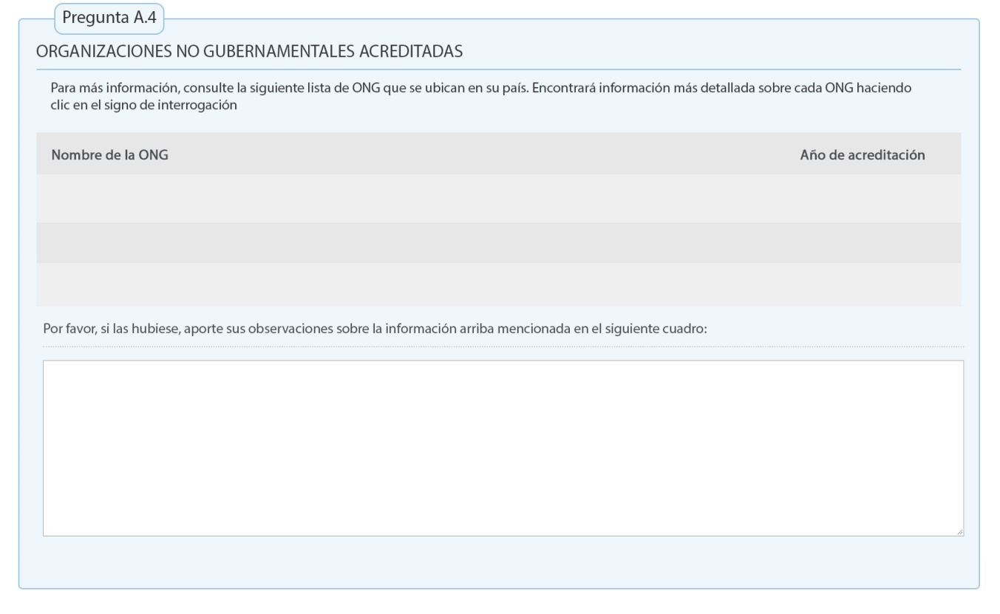 Pregunta A.4
ORGANIZACIONES NO GUBERNAMENTALES ACREDITADAS
Para más información, consulte la siguiente lista de ONG que se ubican en su país. Encontrará información más detallada sobre cada ONG haciendo
clic en el signo de interrogación
Nombre de la ONG Año de acreditación
Por favor, si las hubiese, aporte sus observaciones sobre la información arriba mencionada en el siguiente cuadro: